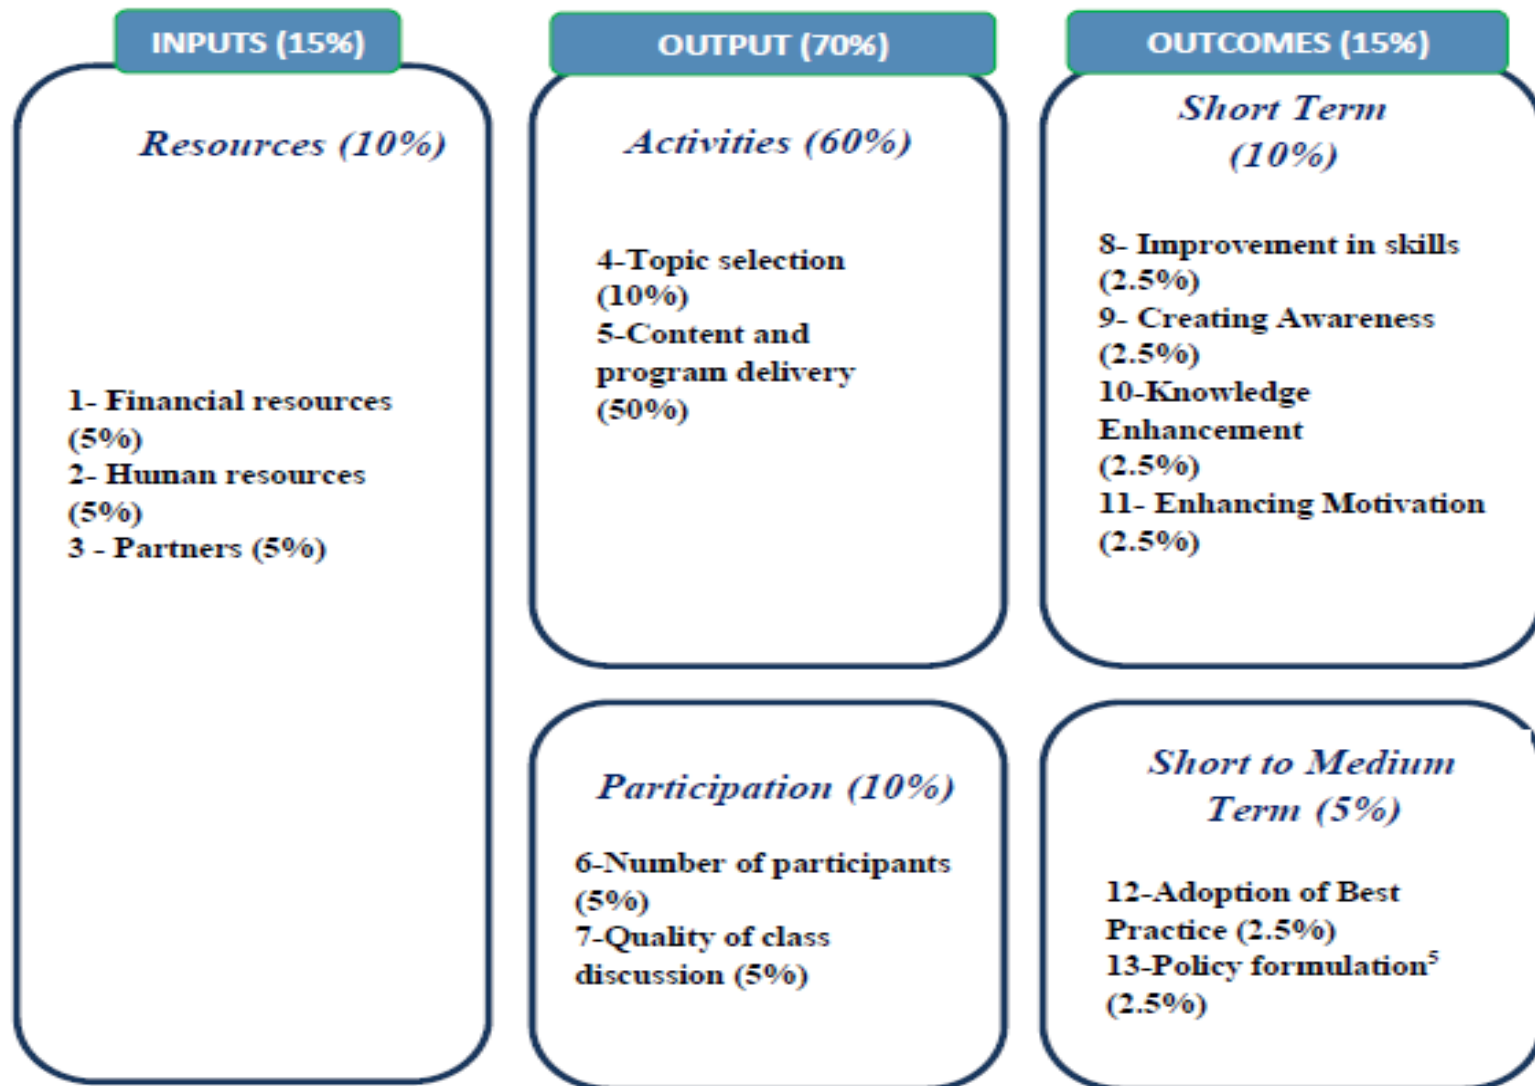 INPUTS (15%)
Resources (10%)
1- Financial resources
(5%)
2- Human resources
(5%)
3 - Partners (5%)
OUTPUT (70%)
Activities (60%)
4-Topic selection
(10%)
5-Content and
program delivery
(50%)
Participation (10%)
6-Number of participants
(5%)
7-Quality of class
discussion (5%)
OUTCOMES (15%)
Short Term
(10%)
8- Improvement in skills
(2.5%)
9- Creating Awareness
(2.5%)
10-Knowledge
Enhancement
(2.5%)
11- Enhancing Motivation
(2.5%)
Short to Medium
Term (5%)
12-Adoption of Best
Practice (2.5%)
13-Policy formulation⁵
(2.5%)